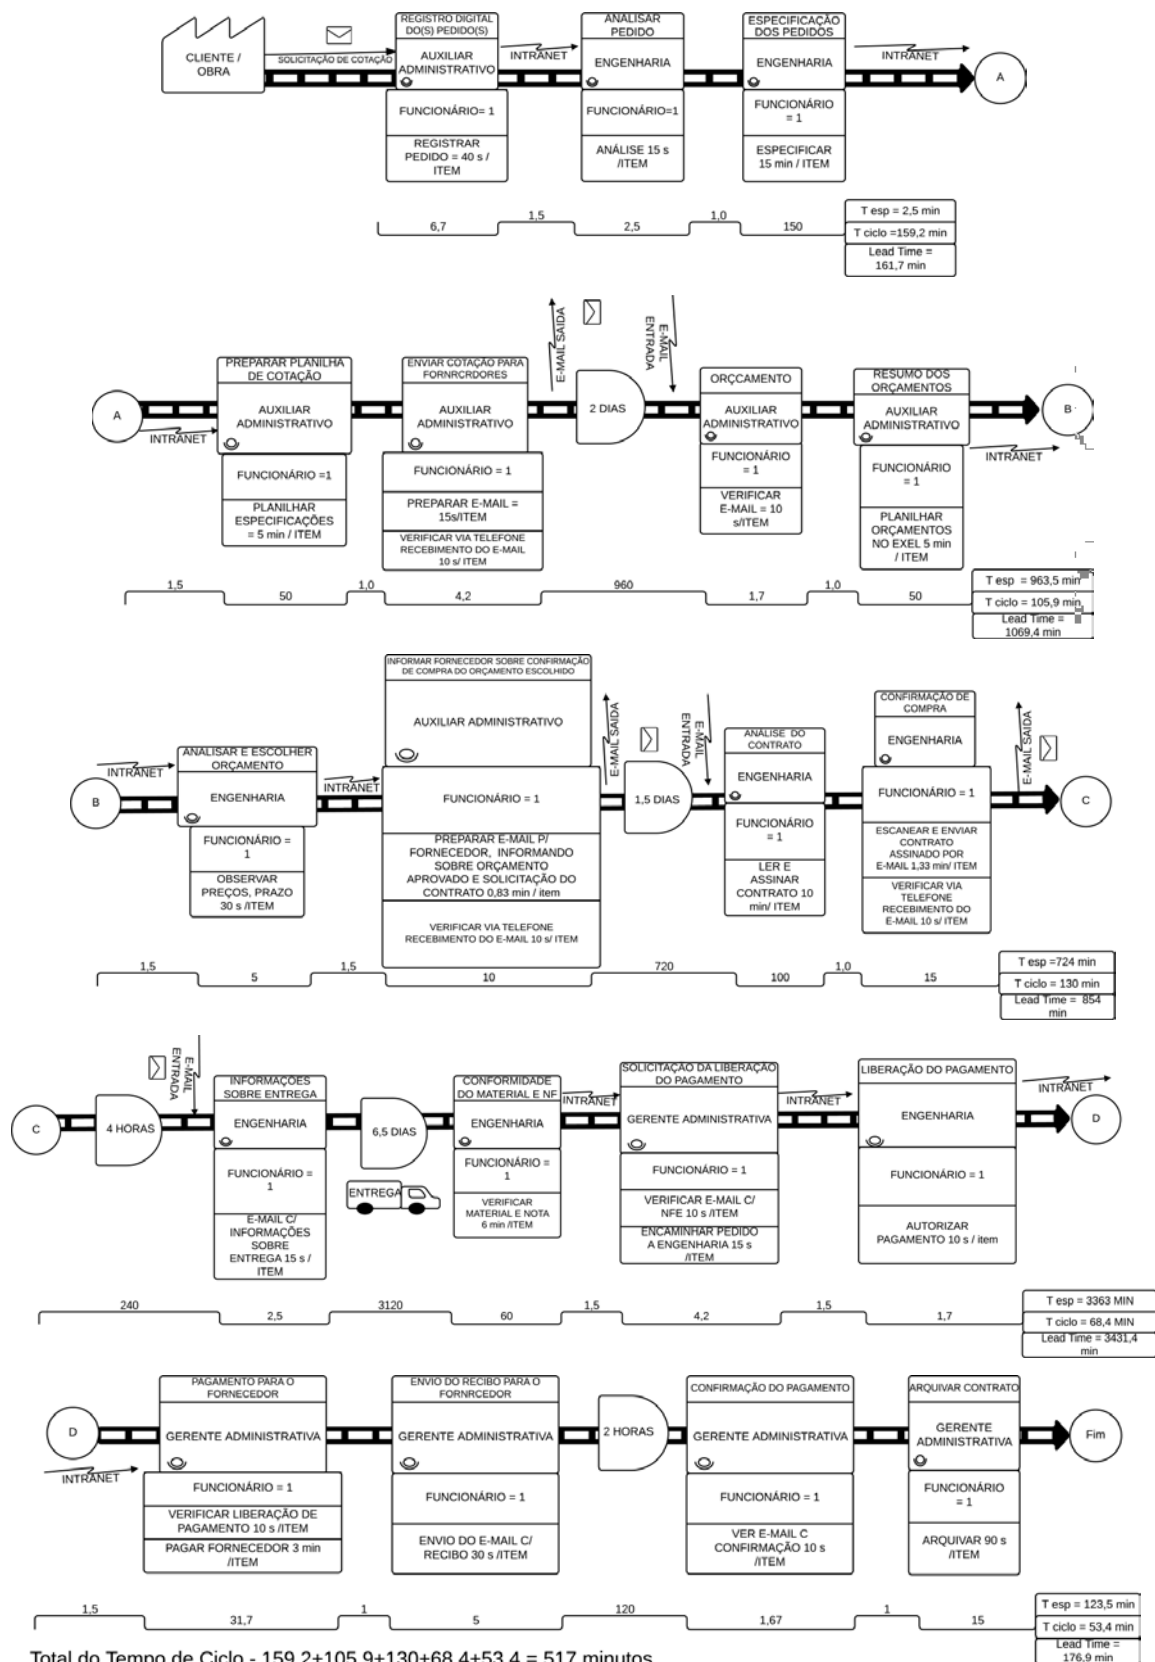 REGISTRO DIGITAL
DO(S) PEDIDO(S)
ANALISAR
PEDIDO
ESPECIFICAÇÃO
DOS PEDIDOS
CLIENTE /
OBRA
SOLICITAÇÃO DE COTAÇÃO
AUXILIAR
ADMINISTRATIVO
INTRANET
ENGENHARIA
ENGENHARIA
INTRANET
A
FUNCIONÁRIO= 1
FUNCIONÁRIO=1
FUNCIONÁRIO
= 1
REGISTRAR
PEDIDO = 40 s /
ITEM
ANÁLISE 15 s
/ITEM
ESPECIFICAR
15 min / ITEM
6,7
1,5
2,5
1,0
150
T esp = 2,5 min
T ciclo =159,2 min
Lead Time =
161,7 min
E-MAIL SAIDA
E-MAIL
ENTRADA
PREPARAR PLANILHA
DE COTAÇÃO
ENVIAR COTAÇÃO PARA
FORNRCRDORES
ORÇCAMENTO
RESUMO DOS
ORÇAMENTOS
A
INTRANET
AUXILIAR
ADMINISTRATIVO
AUXILIAR
ADMINISTRATIVO
2 DIAS
AUXILIAR
ADMINISTRATIVO
AUXILIAR
ADMINISTRATIVO
INTRANET
B
FUNCIONÁRIO =1
FUNCIONÁRIO = 1
FUNCIONÁRIO
= 1
FUNCIONÁRIO
= 1
PLANILHAR
ESPECIFICAÇÕES
= 5 min / ITEM
PREPARAR E-MAIL =
15s/ITEM
VERIFICAR VIA TELEFONE
RECEBIMENTO DO E-MAIL
10 s/ ITEM
VERIFICAR
E-MAIL = 10
s/ITEM
PLANILHAR
ORÇAMENTOS
NO EXEL 5 min
/ ITEM
1,5
50
1,0
4,2
960
1,7
1,0
50
T esp = 963,5 min
T ciclo = 105,9 min
Lead Time =
1069,4 min
INFORMAR FORNECEDOR SOBRE CONFIRMAÇÃO
DE COMPRA DO ORÇAMENTO ESCOLHIDO
AUXILIAR ADMINISTRATIVO
E-MAIL SAIDA
E-MAIL
ENTRADA
ANALISE DO
CONTRATO
CONFIRMAÇÃO DE
COMPRA
E-MAIL SAIDA
B
INTRANET
ANALISAR E ESCOLHER
ORÇAMENTO
ENGENHARIA
INTRANET
FUNCIONÁRIO = 1
1,5 DIAS
ENGENHARIA
ENGENHARIA
C
FUNCIONÁRIO =
1
FUNCIONÁRIO
= 1
FUNCIONÁRIO = 1
OBSERVAR
PREÇOS, PRAZO
30 s /ITEM
PREPARAR E-MAIL P/
FORNECEDOR, INFORMANDO
SOBRE ORÇAMENTO
APROVADO E SOLICITAÇÃO DO
CONTRATO 0,83 min / item
VERIFICAR VIA TELEFONE
RECEBIMENTO DO E-MAIL 10 s/ ITEM
LER E
ASSINAR
CONTRATO 10
min/ ITEM
ESCANEAR E ENVIAR
CONTRATO
ASSINADO POR
E-MAIL 1,33 min/ ITEM
VERIFICAR VIA
TELEFONE
RECEBIMENTO DO
E-MAIL 10 s/ ITEM
1,5
5
1,5
10
720
100
1,0
15
T esp =724 min
T ciclo = 130 min
Lead Time = 854
min
E-MAIL
ENTRADA
INFORMAÇÕES
SOBRE ENTREGA
CONFORMIDADE
DO MATERIAL E NF
SOLICITAÇÃO DA LIBERAÇÃO
DO PAGAMENTO
LIBERAÇÃO DO PAGAMENTO
C
4 HORAS
ENGENHARIA
6,5 DIAS
ENGENHARIA
INTRANET
GERENTE ADMINISTRATIVA
INTRANET
ENGENHARIA
INTRANET
D
ENTREGA
FUNCIONÁRIO =
1
FUNCIONÁRIO =
1
FUNCIONÁRIO = 1
FUNCIONÁRIO = 1
E-MAIL C/
INFORMAÇÕES
SOBRE
ENTREGA 15 s /
ITEM
VERIFICAR
MATERIAL E NOTA
6 min /ITEM
VERIFICAR E-MAIL C/
NFE 10 s /ITEM
ENCAMINHAR PEDIDO
A ENGENHARIA 15 s
/ITEM
AUTORIZAR
PAGAMENTO 10 s / item
240
2,5
3120
60
1,5
4,2
1,5
1,7
T esp = 3363 MIN
T ciclo = 68,4 MIN
Lead Time = 3431,4
min
PAGAMENTO PARA O
FORNECEDOR
ENVIO DO RECIBO PARA O
FORNRCEDOR
CONFIRMAÇÃO DO PAGAMENTO
ARQUIVAR CONTRATO
D
INTRANET
GERENTE ADMINISTRATIVA
GERENTE ADMINISTRATIVA
2 HORAS
GERENTE ADMINISTRATIVA
GERENTE
ADMINISTRATIVA
Fim
FUNCIONÁRIO = 1
FUNCIONÁRIO = 1
FUNCIONÁRIO = 1
FUNCIONÁRIO
= 1
VERIFICAR LIBERAÇÃO DE
PAGAMENTO 10 s /ITEM
PAGAR FORNECEDOR 3 min
/ITEM
ENVIO DO E-MAIL C/
RECIBO 30 s /ITEM
VER E-MAIL C
CONFIRMAÇÃO 10 s
/ITEM
ARQUIVAR 90 s
/ITEM
1,5
31,7
1
5
120
1,67
1
15
T esp = 123,5 min
T ciclo = 53,4 min
Lead Time =
176,9 min
Total do Tempo de Ciclo - 159,2+105,9+130+68,4+53,4 = 517 minutos